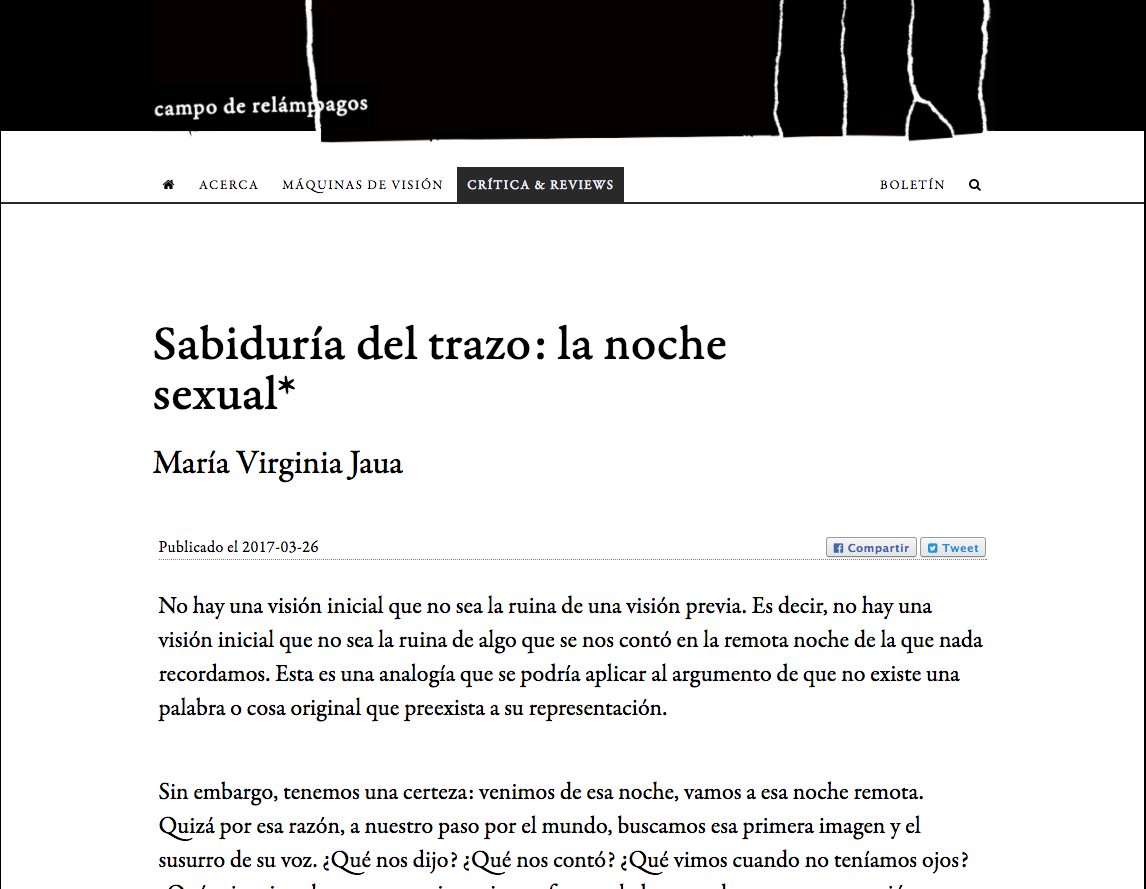 campo de relámpagos
ACERCA MÁQUINAS DE VISIÓN CRÍTICA & REVIEWS BOLETÍN
Sabiduría del trazo: la noche
sexual*
María Virginia Jaua
Publicado el 2017-03-26 Compartir Tweet
No hay una visión inicial que no sea la ruina de una visión previa. Es decir, no hay una
visión inicial que no sea la ruina de algo que se nos contó en la remota noche de la que nada
recordamos. Esta es una analogía que se podría aplicar al argumento de que no existe una
palabra o cosa original que preexista a su representación.
Sin embargo, tenemos una certeza: venimos de esa noche, vamos a esa noche remota.
Quizá por esa razón, a nuestro paso por el mundo, buscamos esa primera imagen y el
susurro de su voz. ¿Qué nos dijo? ¿Qué nos contó? ¿Qué vimos cuando no teníamos ojos?